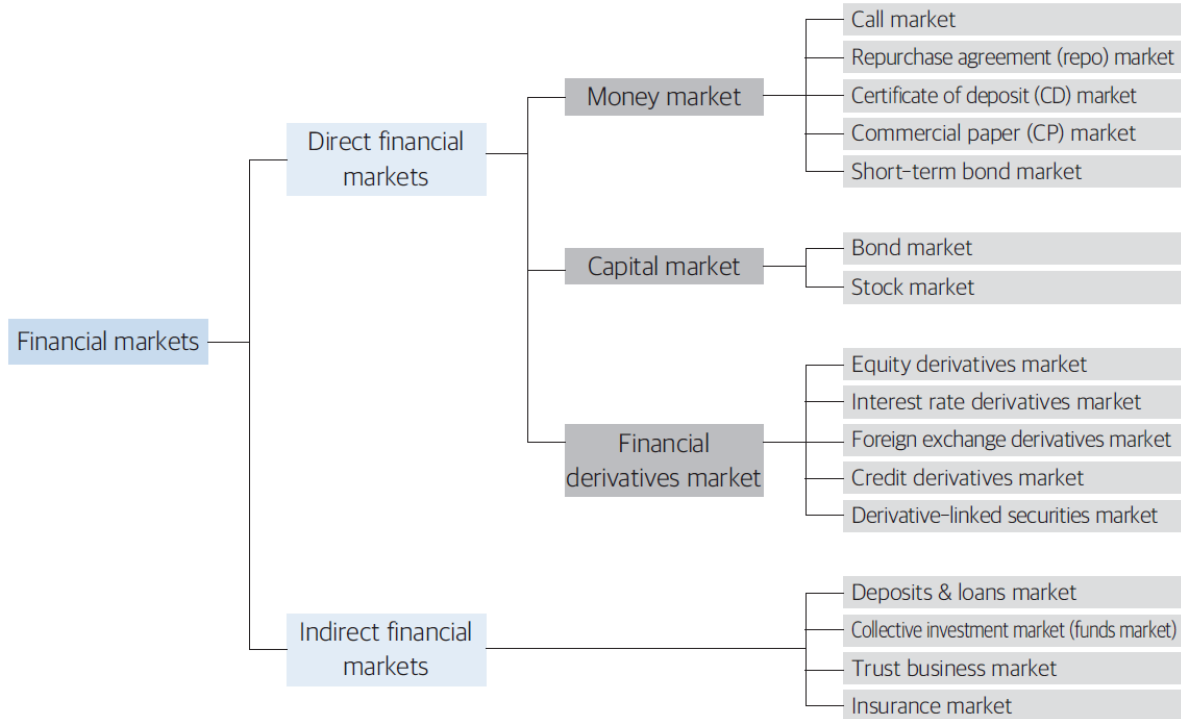 Financial markets
Direct financial
markets
Money market
Call market
Repurchase agreement (repo) market
Certificate of deposit (CD) market
Commercial paper (CP) market
Short-term bond market
Capital market
Bond market
Stock market
Financial
derivatives market
Equity derivatives market
Interest rate derivatives market
Foreign exchange derivatives market
Credit derivatives market
Derivative-linked securities market
Indirect financial
markets
Deposits & loans market
Collective investment market (funds market)
Trust business market
Insurance market